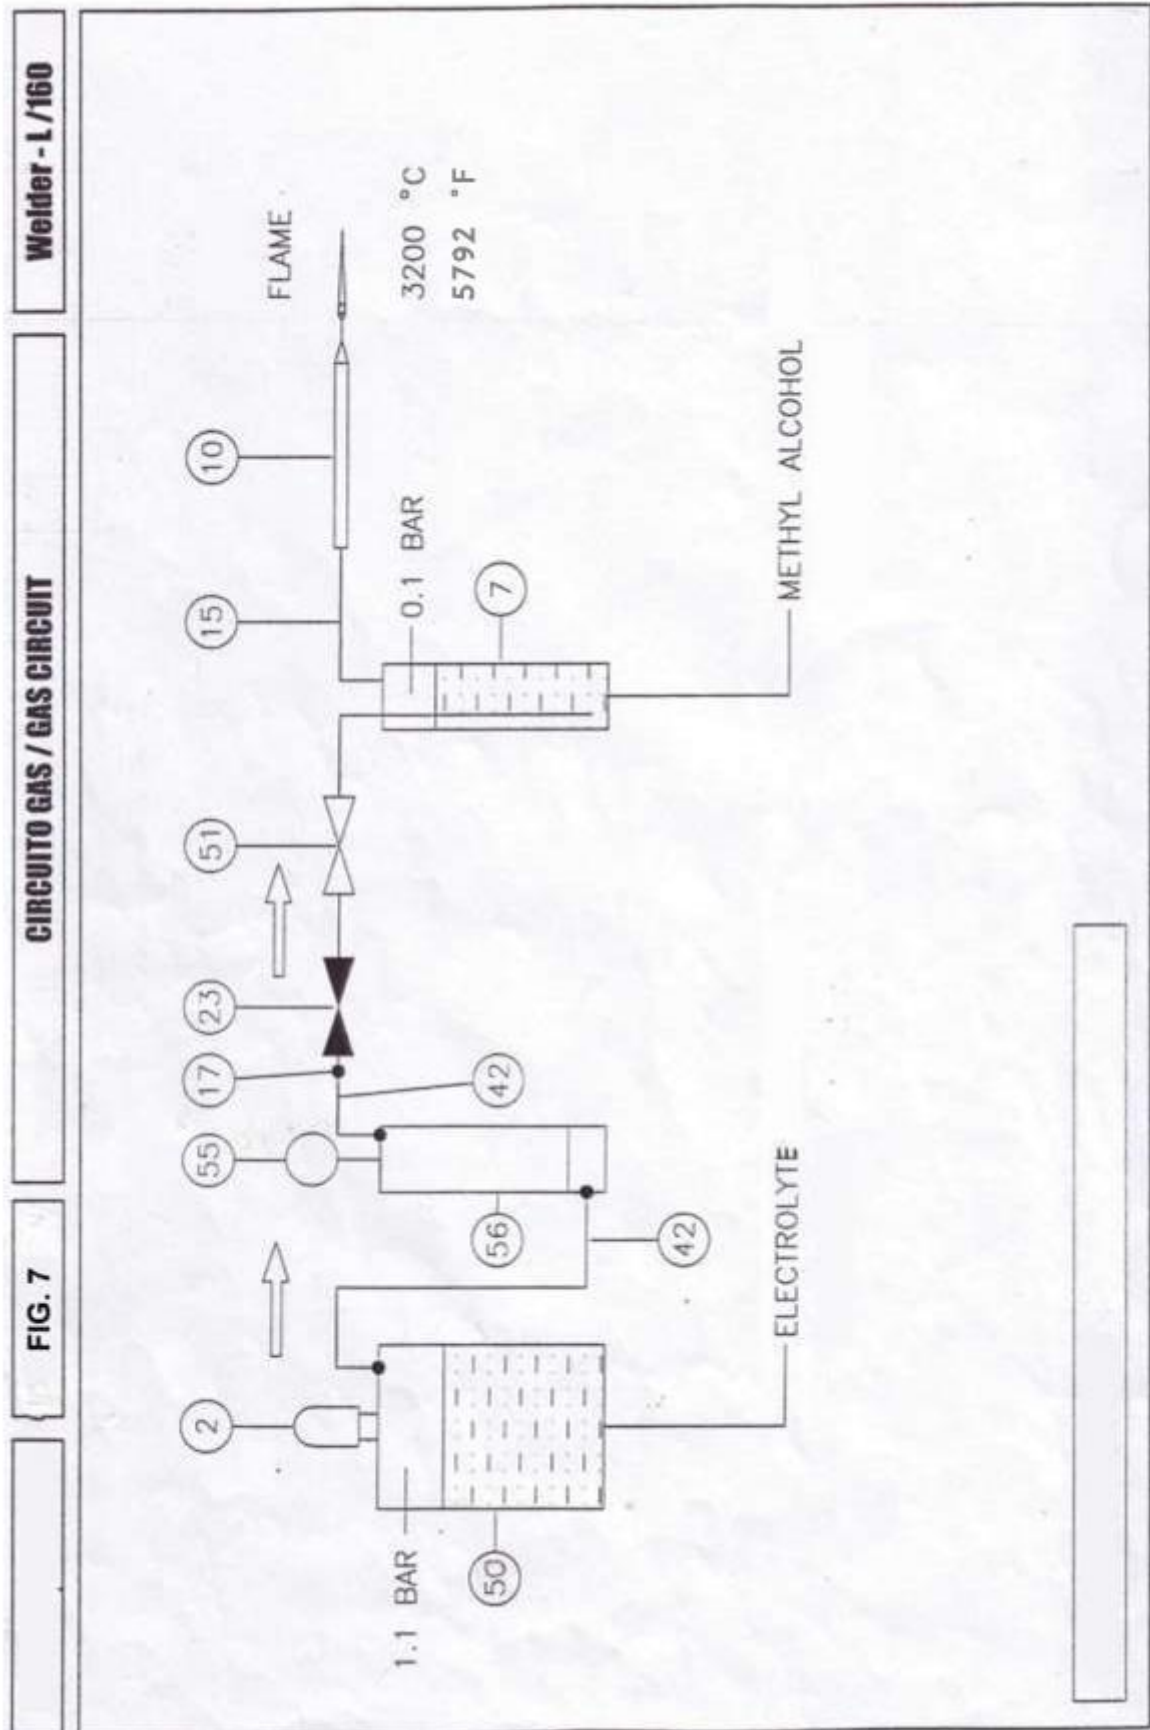 FIG. 7
CIRCUITO GAS / GAS CIRCUIT
Welder - L/160
2
55
17
23
51
15
10
FLAME
1.1 BAR
42
0.1 BAR
3200 °C
5792 °F
50
56
7
42
ELECTROLYTE
METHYL ALCOHOL